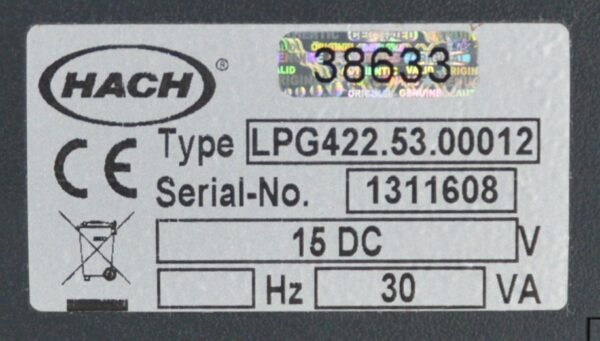 HACH®
38633
Type LPG422.53.00012
CE
Serial-No. 1311608
15 DC V
Hz 30 VA